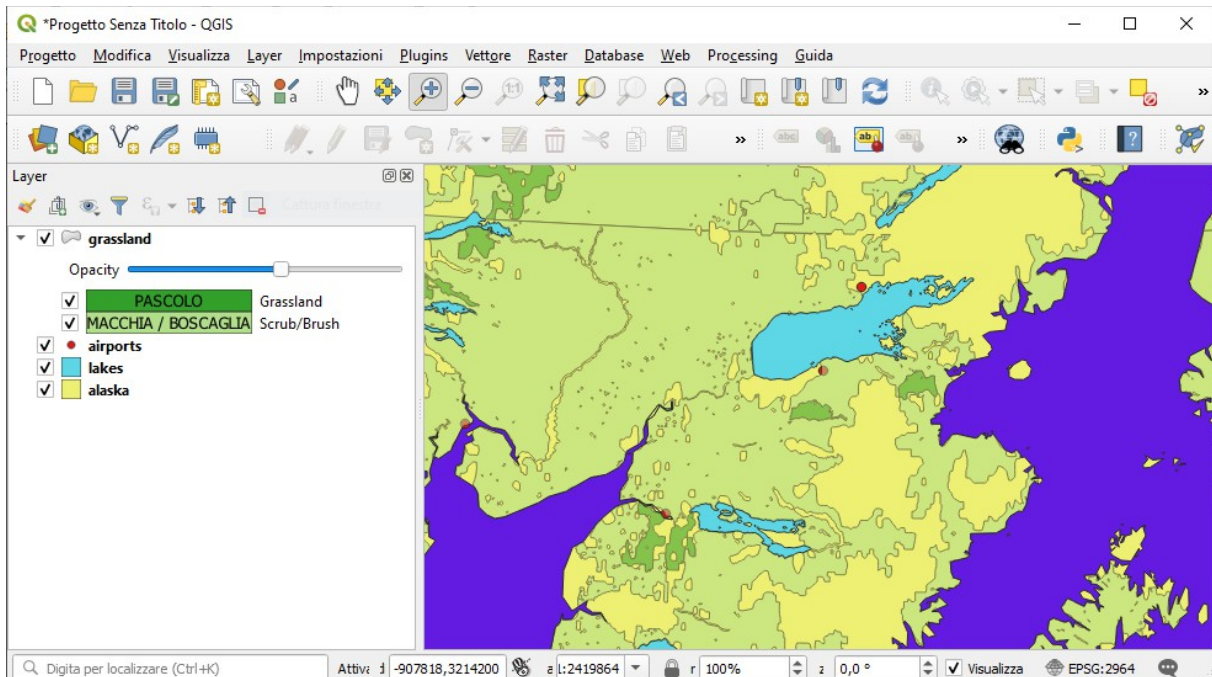 *Progetto Senza Titolo - QGIS
Progetto Modifica Visualizza Layer Impostazioni Plugins Vettore Raster Database Web Processing Guida
Layer
grassland
Opacity
PASCOLO Grassland
MACCHIA / BOSCAGLIA Scrub/Brush
airports
lakes
alaska
Digita per localizzare (Ctrl+K) Attiva -907818,3214200 1:2419864 100% 0,0 ° Visualizza EPSG:2964